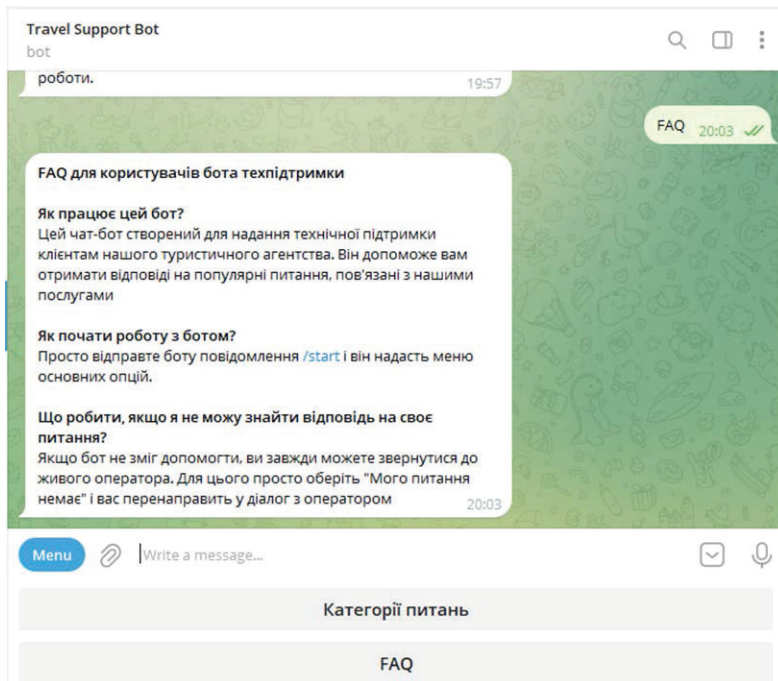 Travel Support Bot
bot
роботи.
19:57
FAQ 20:03
FAQ для користувачів бота техпідтримки
Як працює цей бот?
Цей чат-бот створений для надання технічної підтримки
клієнтам нашого туристичного агентства. Він допоможе вам
отримати відповіді на популярні питання, пов'язані з нашими
послугами
Як почати роботу з ботом?
Просто відправте боту повідомлення /start і він надасть меню
основних опцій.
Що робити, якщо я не можу знайти відповідь на своє
питання?
Якщо бот не зміг допомогти, ви завжди можете звернутися до
живого оператора. Для цього просто оберіть "Мого питання
немає" і вас перенаправить у діалог з оператором
20:03
Menu Write a message...
Категорії питань
FAQ